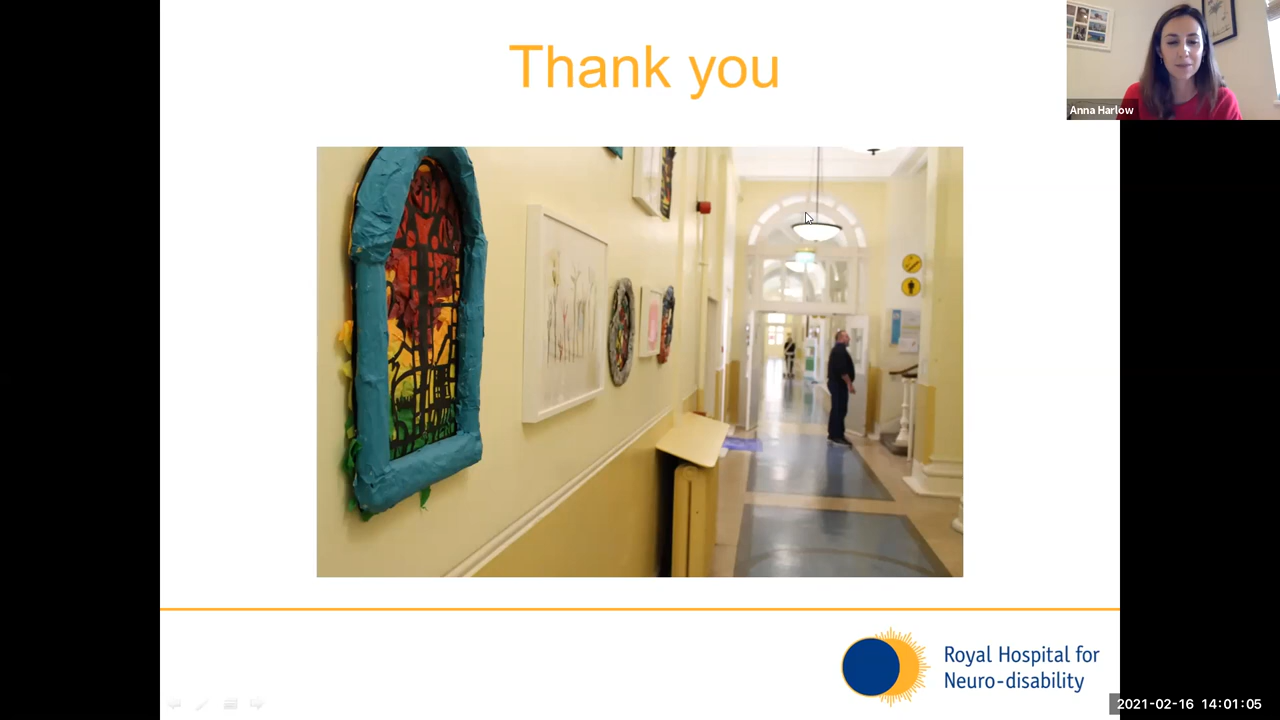 Thank you
Anna Harlow
Royal Hospital for
Neuro-disability
2021-02-16 14:01:05